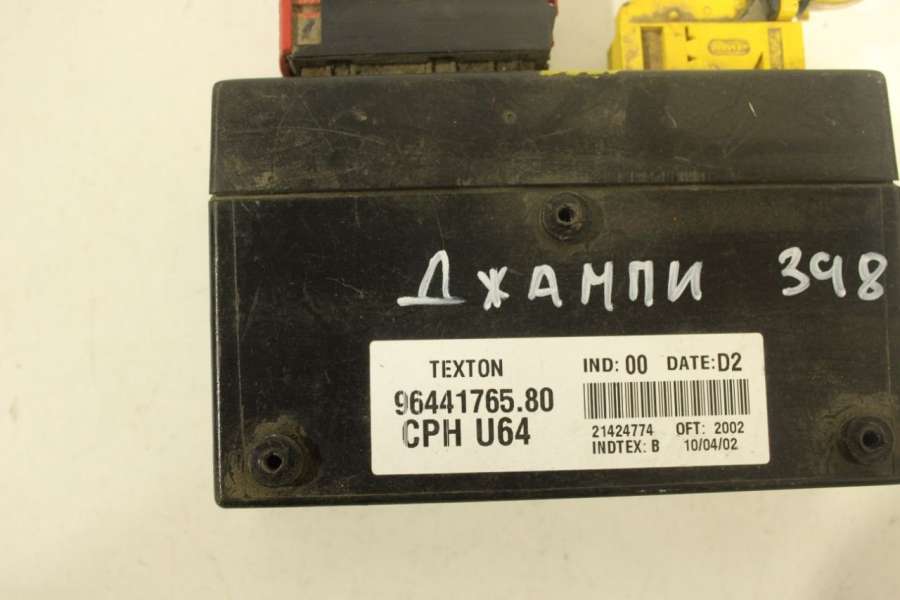 Джампи 398
TEXTON IND: 00 DATE:D2
96441765.80
CPH U64
21424774 OFT: 2002
INDTEX: B 10/04/02